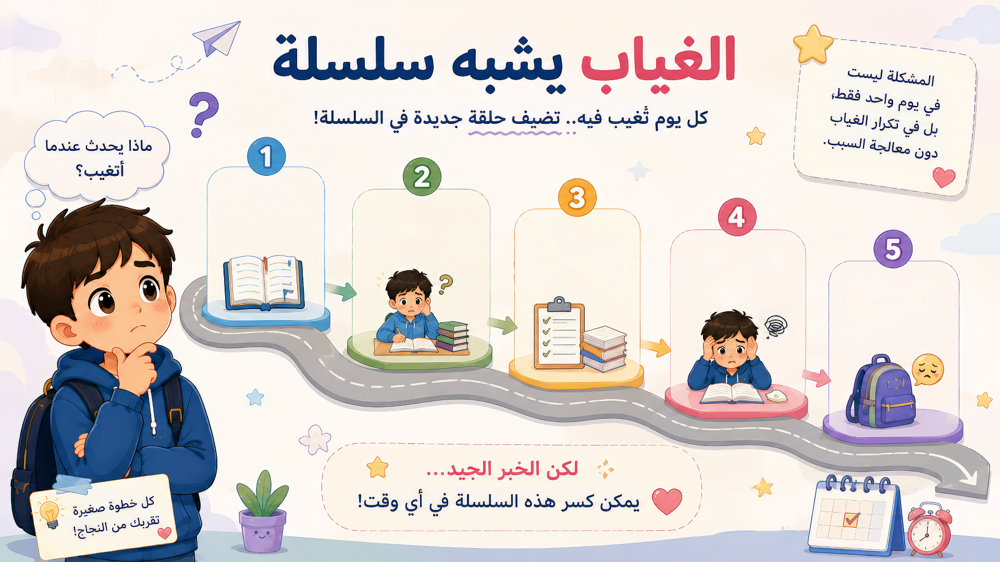 الغياب يشبه سلسلة
كل يوم تُغيب فيه.. تضيف حلقة جديدة في السلسلة!
المشكلة ليست
في يوم واحد فقط،
بل في تكرار الغياب
دون معالجة السبب.
ماذا يحدث عندما
أتغيب؟
1
2
3
4
5
لكن الخبر الجيد...
يمكن كسر هذه السلسلة في أي وقت!
كل خطوة صغيرة
تقربك من النجاح!